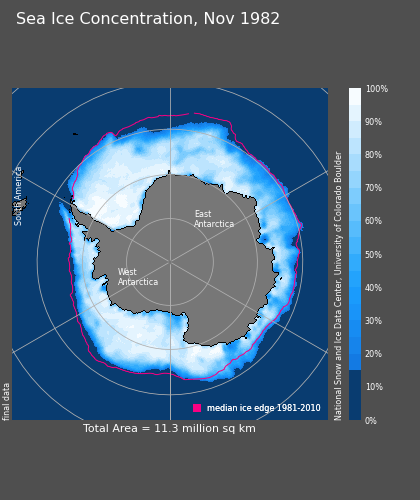 Sea Ice Concentration, Nov 1982
100%
90%
80%
70%
60%
50%
40%
30%
20%
10%
0%
South America
East
Antarctica
West
Antarctica
National Snow and Ice Data Center, University of Colorado Boulder
final data
median ice edge 1981-2010
Total Area = 11.3 million sq km